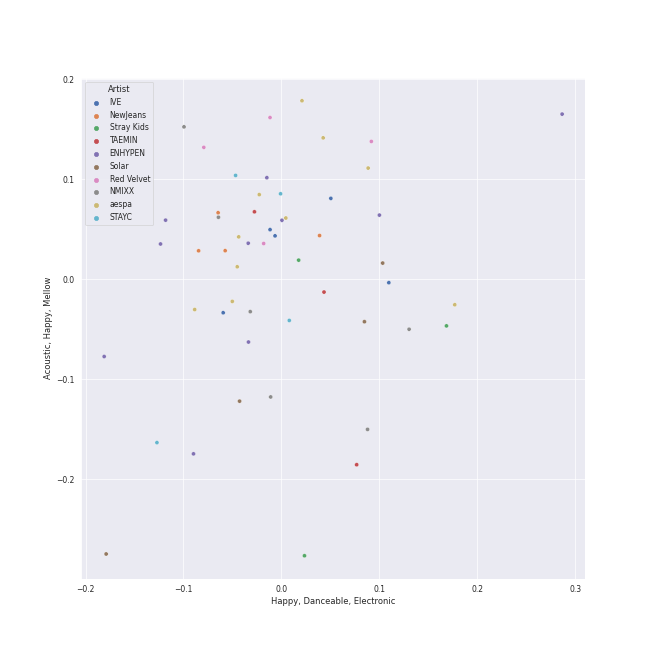 Artist
IVE
NewJeans
Stray Kids
TAEMIN
ENHYPEN
Solar
Red Velvet
NMIXX
aespa
STAYC
0.2
0.1
0.0
−0.1
−0.2
Acoustic, Happy, Mellow
−0.2 −0.1 0.0 0.1 0.2 0.3
Happy, Danceable, Electronic